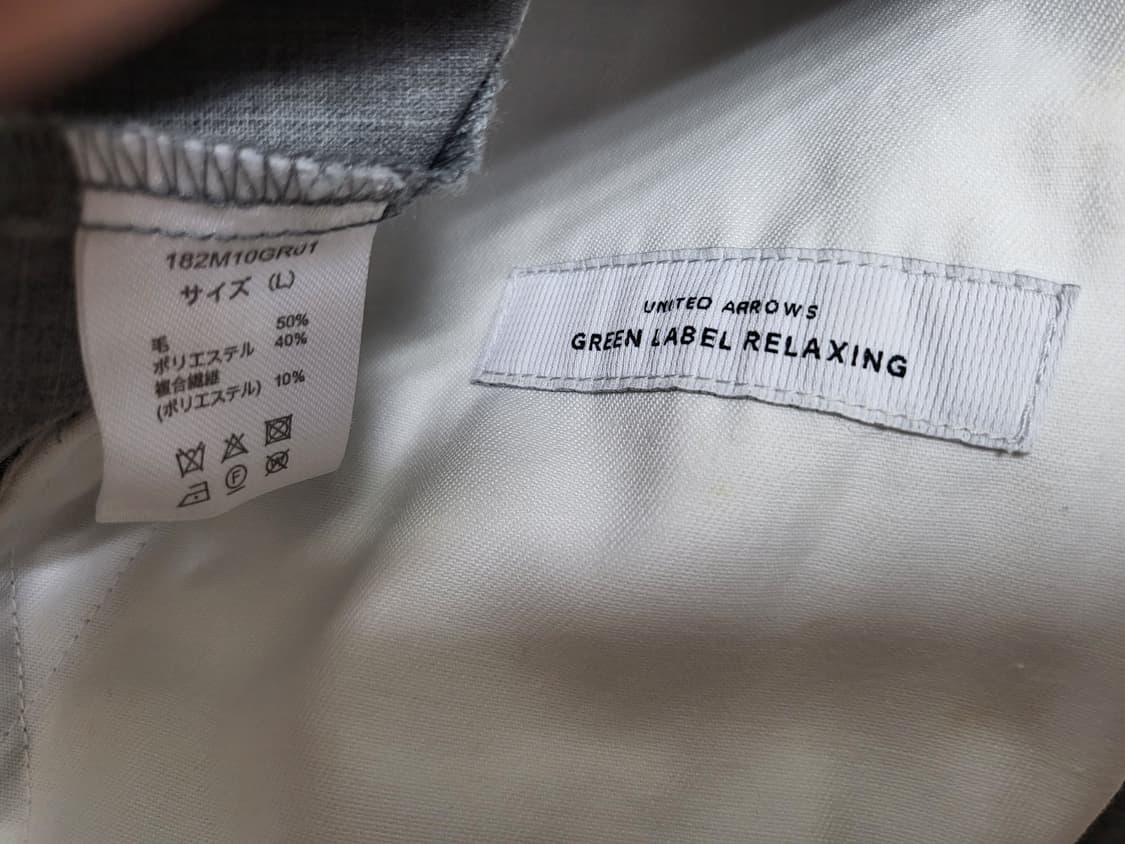 182M10GR01
サイズ (L)
毛 50%
ポリエステル 40%
複合繊維
(ポリエステル) 10%
F
W
UNITED ARROWS
GREEN LABEL RELAXING